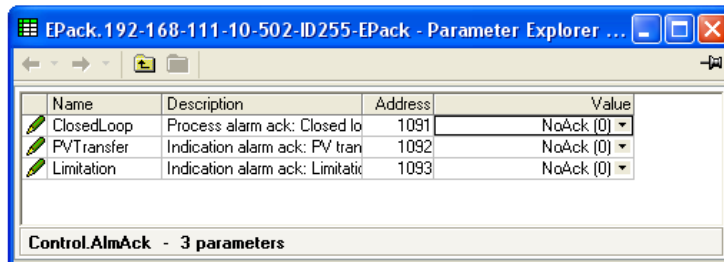 EPack.192-168-111-10-502-ID255-EPack - Parameter Explorer ...
Name Description Address Value
ClosedLoop Process alarm ack: Closed lo 1091 NoAck (0)
PVTransfer Indication alarm ack: PV tran 1092 NoAck (0)
Limitation Indication alarm ack: Limitatio 1093 NoAck (0)
Control.AlmAck - 3 parameters